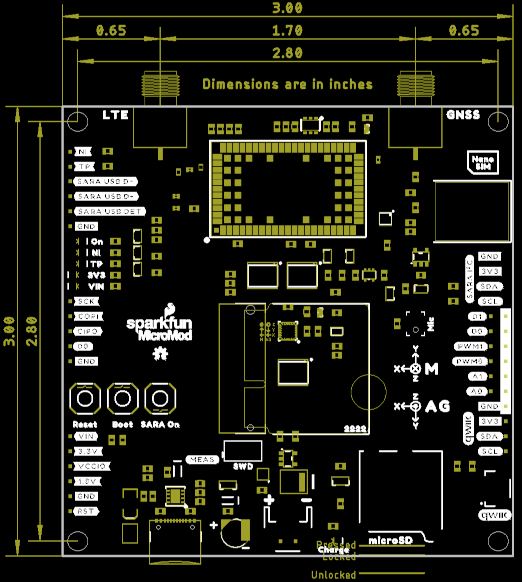 3.00
0.65
1.70
0.65
2.80
Dimensions are in inches
LTE
GNSS
Nano
SIM
NI
TP
SARA USB D+
SARA USB D-
SARA USB DET
GND
On
NI
TP
3V3
VIN
SCK
COPI
CIPO
D0
GND
3.00
2.80
sparkfun
MicroMod
GND
3V3
SDA
SCL
SARA I2C
D1
D0
PWM1
PWM0
A1
A0
GND
3V3
SDA
SCL
qwiic
Mic
Y
X
M
Z
Z
X
AG
Y
2222
Reset
Boot
SARA On
VIN
3.3V
VCCIO
1.8V
GND
RST
MEAS
SWD
+
+
-
qwiic
microSD
Charge
Pressed
Locked
Unlocked